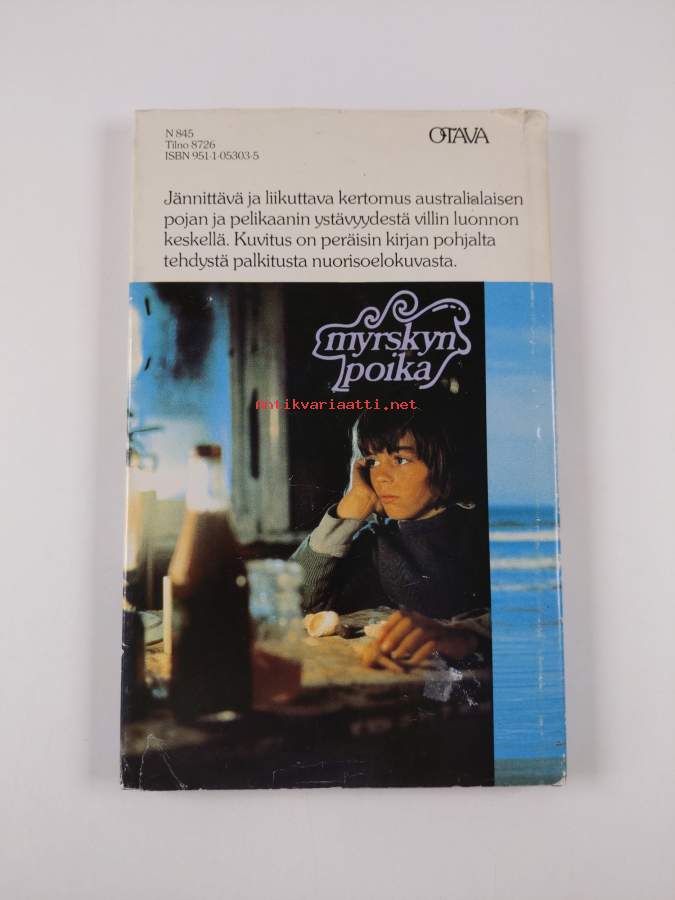 N 845
Tilno 8726
ISBN 951-1-05303-5
OTAVA
Jännittävä ja liikuttava kertomus australialaisen
pojan ja pelikaanin ystävyydestä villin luonnon
keskellä. Kuvitus on peräisin kirjan pohjalta
tehdystä palkitusta nuorisoelokuvasta.
myrskyn
poika
Antikvariaatti.net